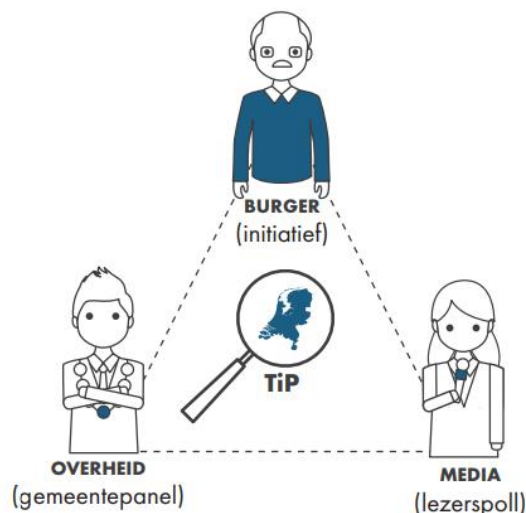 BURGER
(initiatief)
TiP
OVERHEID
(gemeentepanel)
MEDIA
(lezerspoll)